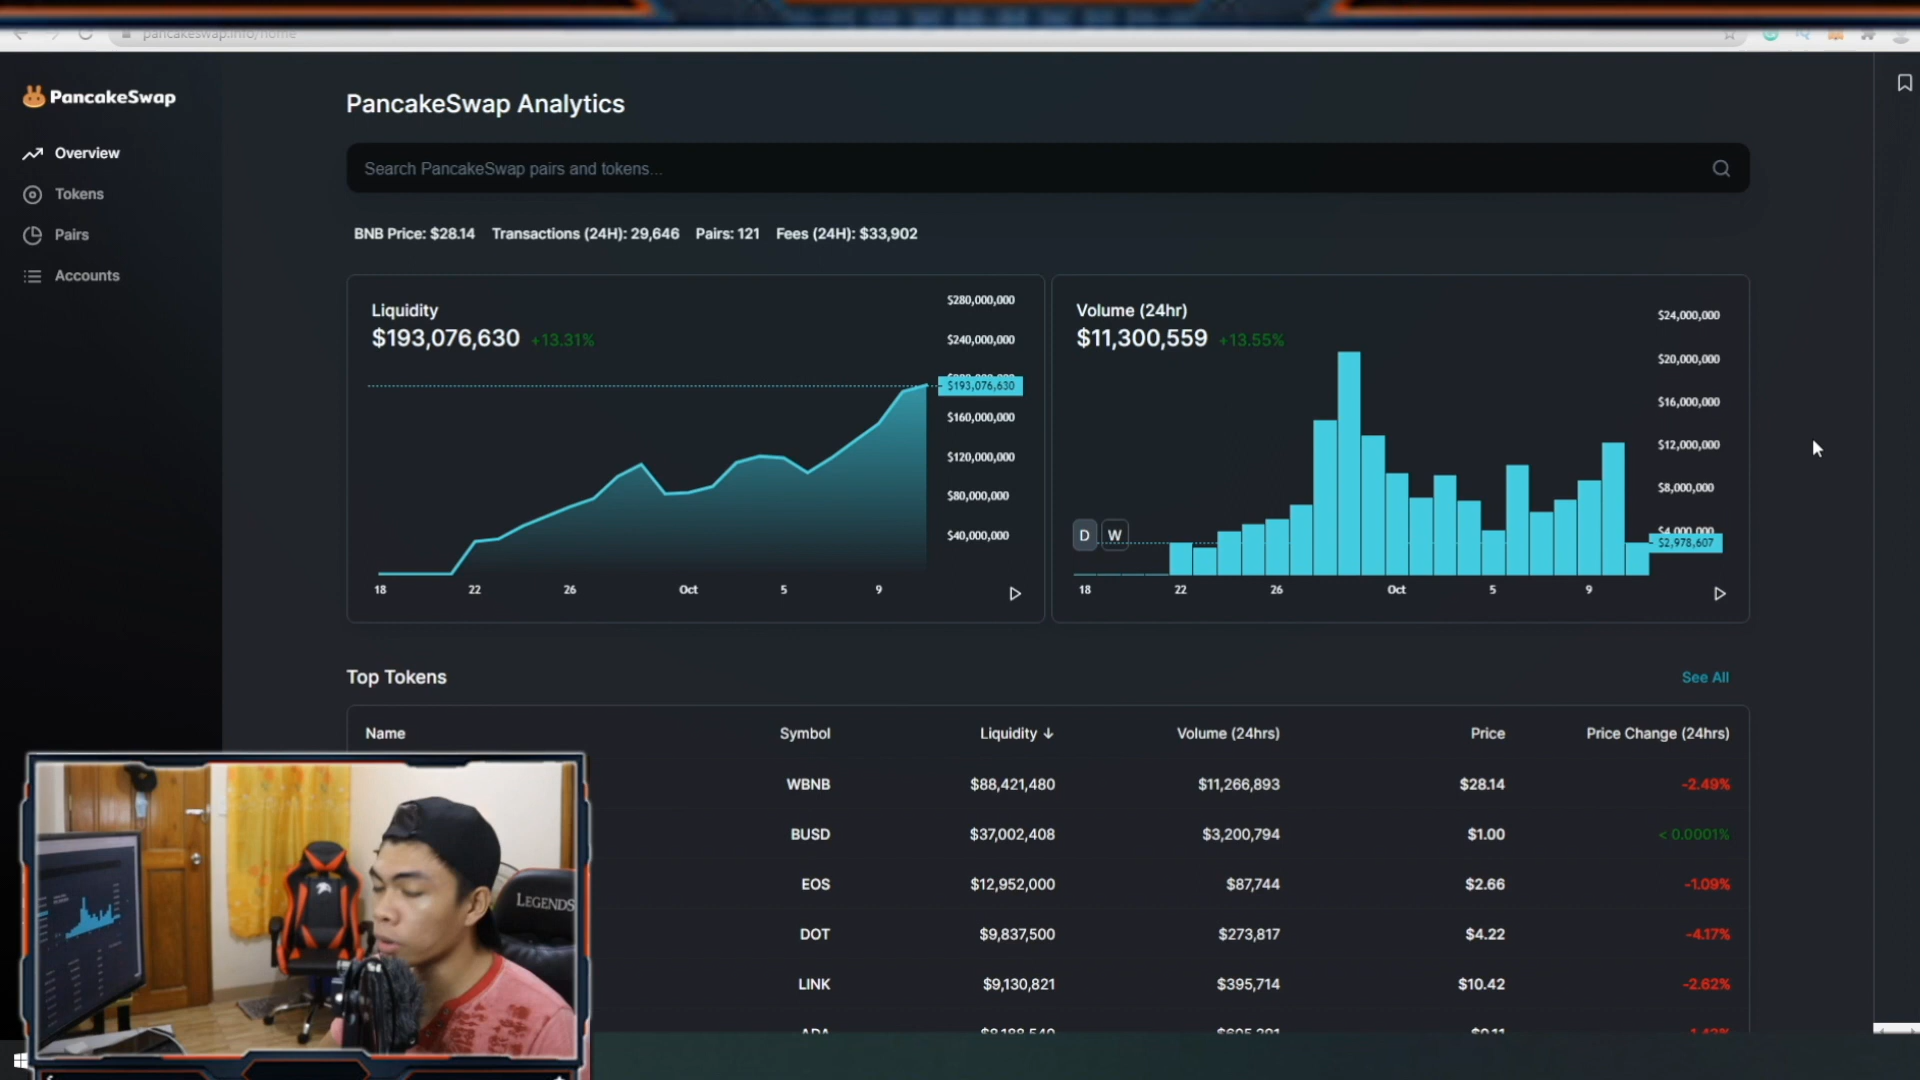 pancakeswap.info/home
PancakeSwap
Overview
Tokens
Pairs
Accounts
PancakeSwap Analytics
Search PancakeSwap pairs and tokens...
BNB Price: $28.14 Transactions (24H): 29,646 Pairs: 121 Fees (24H): $33,902
Liquidity
$193,076,630 +13.31%
$280,000,000
$240,000,000
$193,076,630
$160,000,000
$120,000,000
$80,000,000
$40,000,000
18 22 26 Oct 5 9
Volume (24hr)
$11,300,559 +13.55%
$24,000,000
$20,000,000
$16,000,000
$12,000,000
$8,000,000
$4,000,000
$2,978,607
D W
18 22 26 Oct 5 9
Top Tokens See All
Name Symbol Liquidity ↓ Volume (24hrs) Price Price Change (24hrs)
WBNB $88,421,480 $11,266,893 $28.14 -2.49%
BUSD $37,002,408 $3,200,794 $1.00 < 0.0001%
EOS $12,952,000 $87,744 $2.66 -1.09%
DOT $9,837,500 $273,817 $4.22 -4.17%
LINK $9,130,821 $395,714 $10.42 -2.62%
ADA
LEGENDS